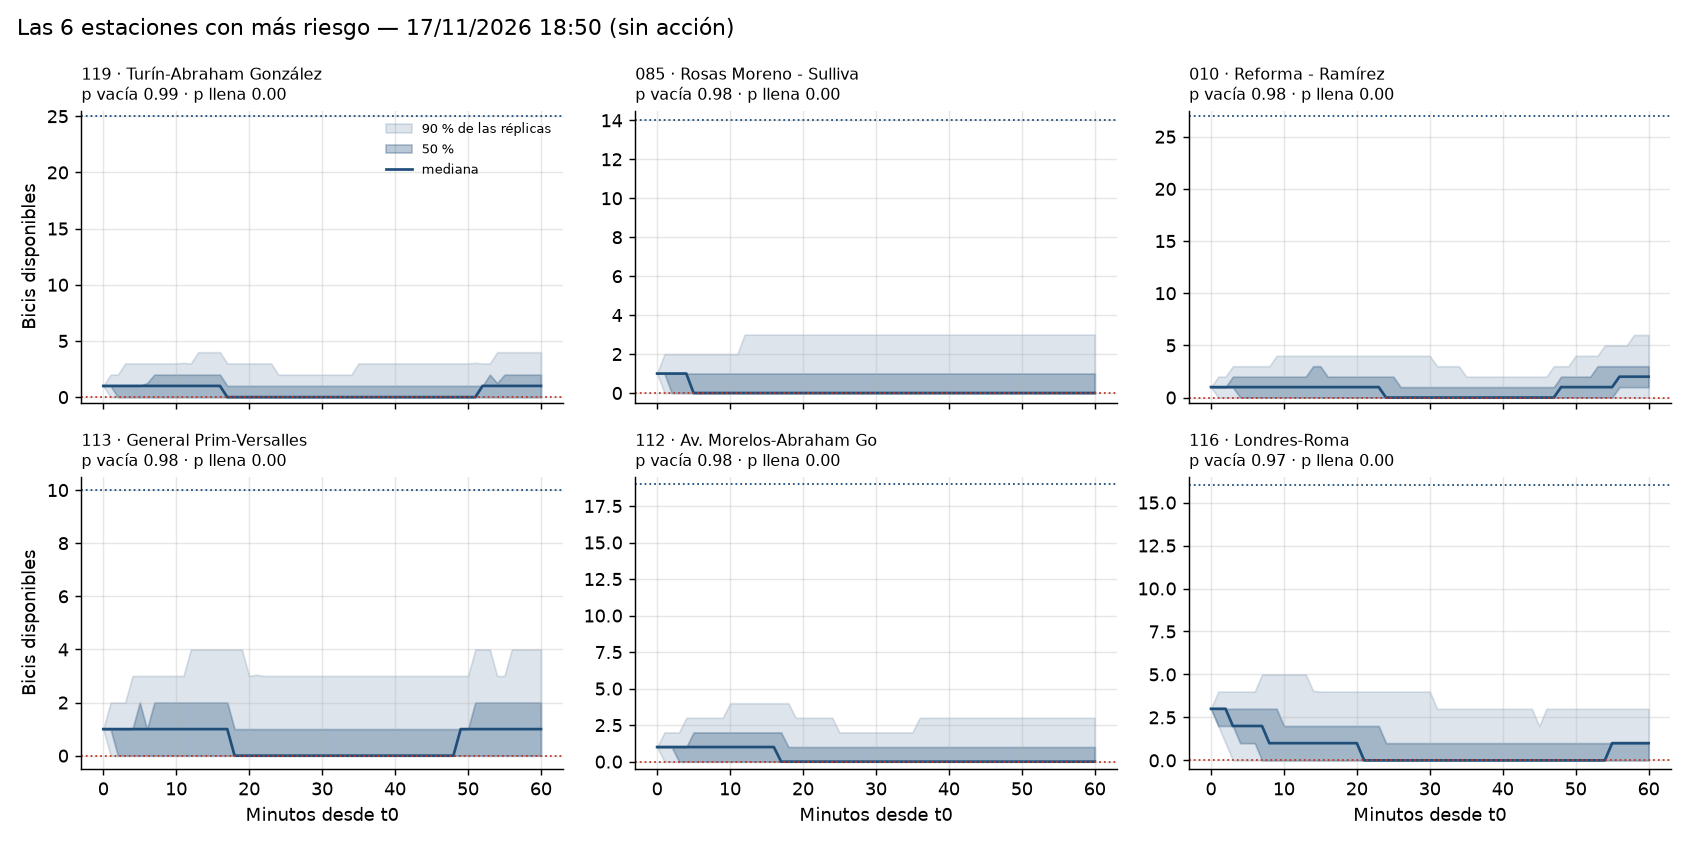 Las 6 estaciones con más riesgo — 17/11/2026 18:50 (sin acción)
119 · Turín-Abraham González
p vacía 0.99 · p llena 0.00
25
20
15
10
5
0
Bicis disponibles
90 % de las réplicas
50 %
mediana
085 · Rosas Moreno - Sulliva
p vacía 0.98 · p llena 0.00
14
12
10
8
6
4
2
0
010 · Reforma - Ramírez
p vacía 0.98 · p llena 0.00
25
20
15
10
5
0
113 · General Prim-Versalles
p vacía 0.98 · p llena 0.00
10
8
6
4
2
0
Bicis disponibles
0 10 20 30 40 50 60
Minutos desde t0
112 · Av. Morelos-Abraham Go
p vacía 0.98 · p llena 0.00
17.5
15.0
12.5
10.0
7.5
5.0
2.5
0.0
0 10 20 30 40 50 60
Minutos desde t0
116 · Londres-Roma
p vacía 0.97 · p llena 0.00
15.0
12.5
10.0
7.5
5.0
2.5
0.0
0 10 20 30 40 50 60
Minutos desde t0